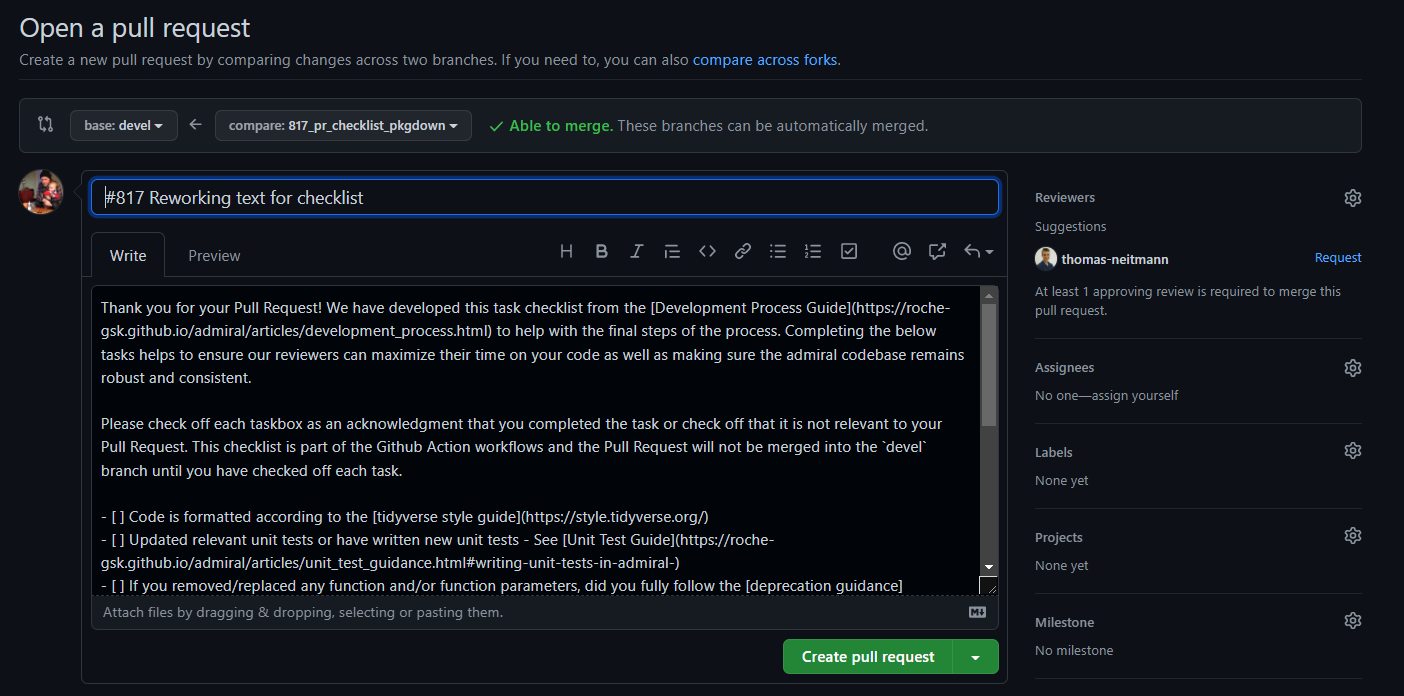 Open a pull request
Create a new pull request by comparing changes across two branches. If you need to, you can also compare across forks.
base: devel
compare: 817_pr_checklist_pkgdown
Able to merge. These branches can be automatically merged.
#817 Reworking text for checklist
Write
Preview
Thank you for your Pull Request! We have developed this task checklist from the [Development Process Guide](https://roche-
gsk.github.io/admiral/articles/development_process.html) to help with the final steps of the process. Completing the below
tasks helps to ensure our reviewers can maximize their time on your code as well as making sure the admiral codebase remains
robust and consistent.
Please check off each taskbox as an acknowledgment that you completed the task or check off that it is not relevant to your
Pull Request. This checklist is part of the Github Action workflows and the Pull Request will not be merged into the `devel`
branch until you have checked off each task.
- [ ] Code is formatted according to the [tidyverse style guide](https://style.tidyverse.org/)
- [ ] Updated relevant unit tests or have written new unit tests - See [Unit Test Guide](https://roche-
gsk.github.io/admiral/articles/unit_test_guidance.html#writing-unit-tests-in-admiral-)
- [ ] If you removed/replaced any function and/or function parameters, did you fully follow the [deprecation guidance]
Attach files by dragging & dropping, selecting or pasting them.
Create pull request
Reviewers
Suggestions
thomas-neitmann
Request
At least 1 approving review is required to merge this
pull request.
Assignees
No one—assign yourself
Labels
None yet
Projects
None yet
Milestone
No milestone